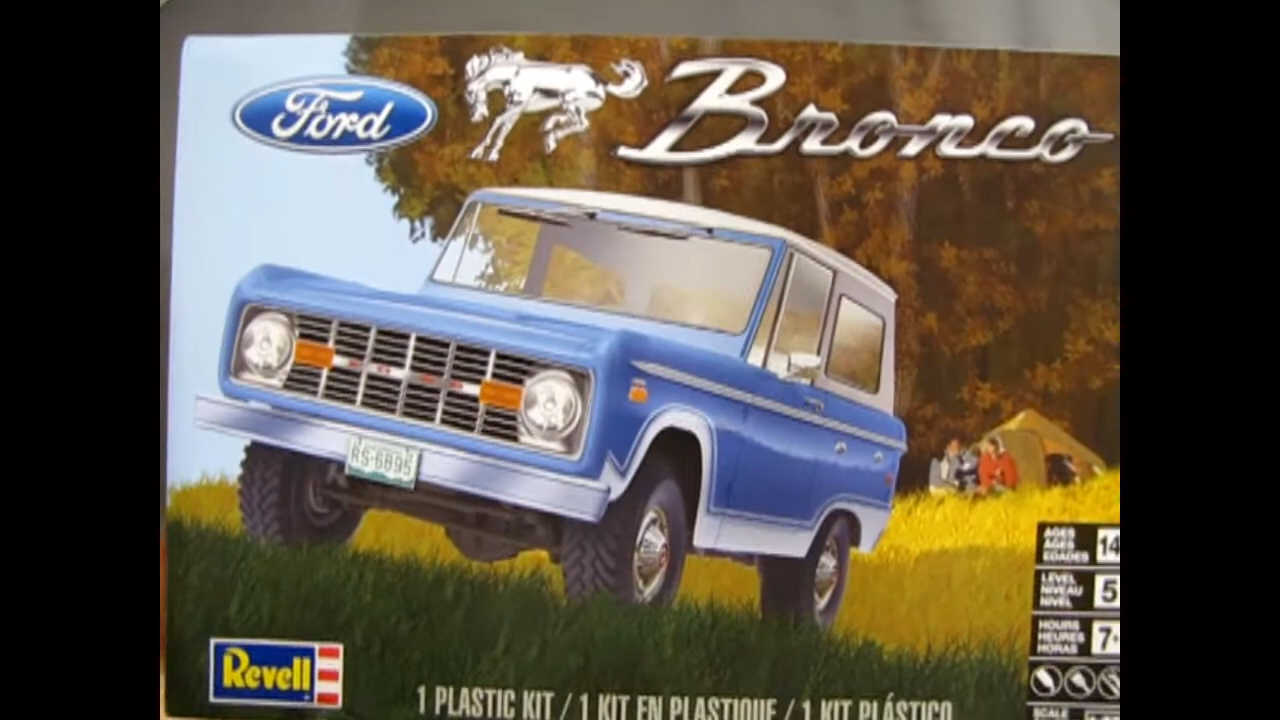 Ford
Bronco
RS-6895
AGES
AGES
EDADES
14
LEVEL
NIVEAU
NIVEL
5
HOURS
HEURES
HORAS
7+
Revell
1 PLASTIC KIT / 1 KIT EN PLASTIQUE / 1 KIT PLÁSTICO
SCALE